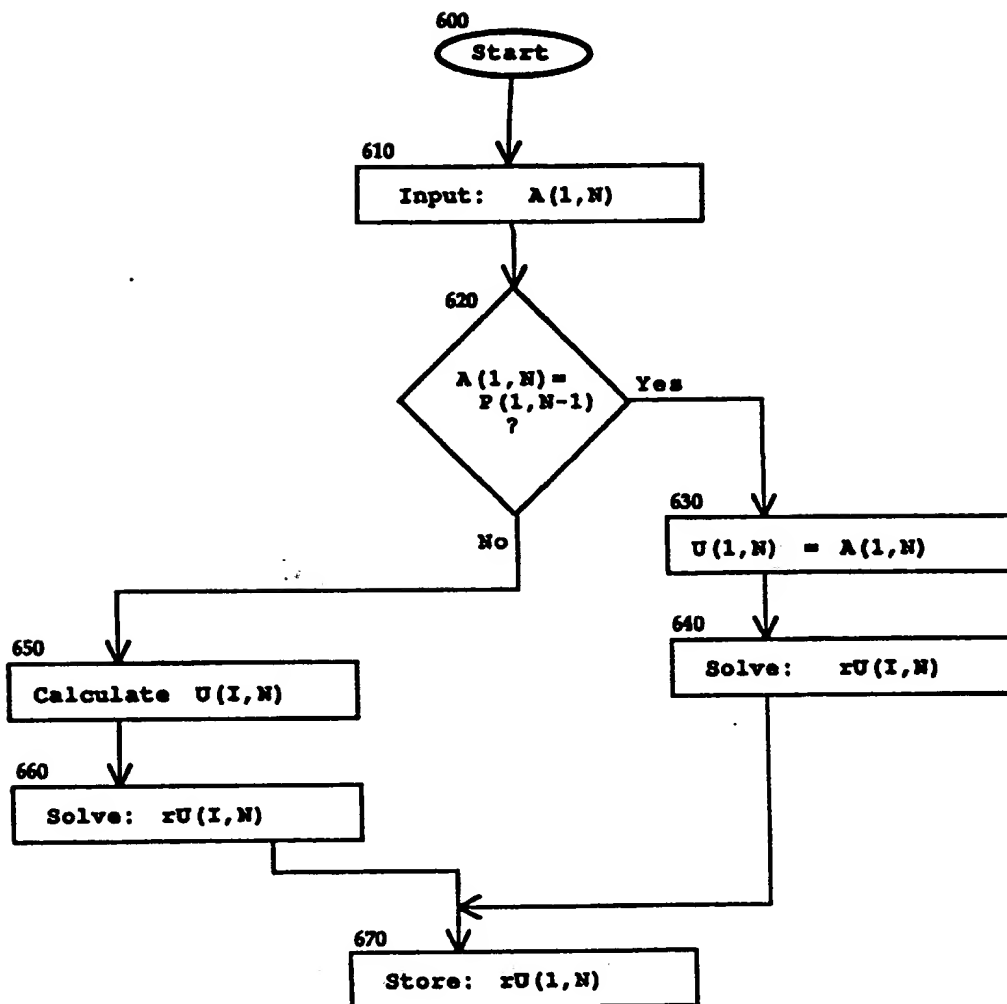 600
Start
610
Input: A(1,N)
620
A(1,N)=
P(1,N-1)
?
Yes
No
630
U(1,N) = A(1,N)
640
Solve: rU(I,N)
650
Calculate U(I,N)
660
Solve: rU(I,N)
670
Store: rU(1,N)